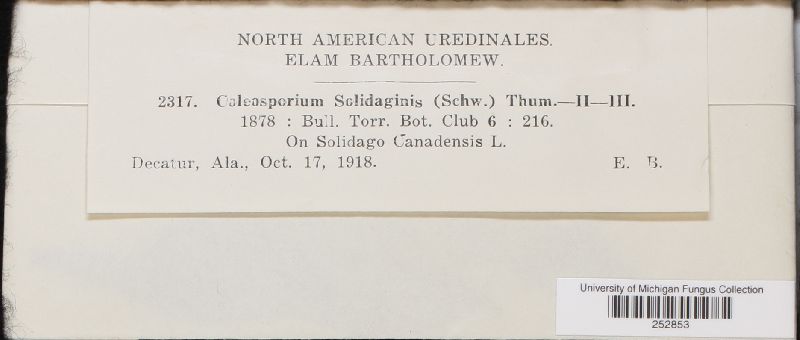 NORTH AMERICAN UREDINALES.
ELAM BARTHOLOMEW.
2317. Coleosporium Solidaginis (Schw.) Thum.—II—III.
1878 : Bull. Torr. Bot. Club 6 : 216.
On Solidago Canadensis L.
Decatur, Ala., Oct. 17, 1918. E. B.
University of Michigan Fungus Collection
252853